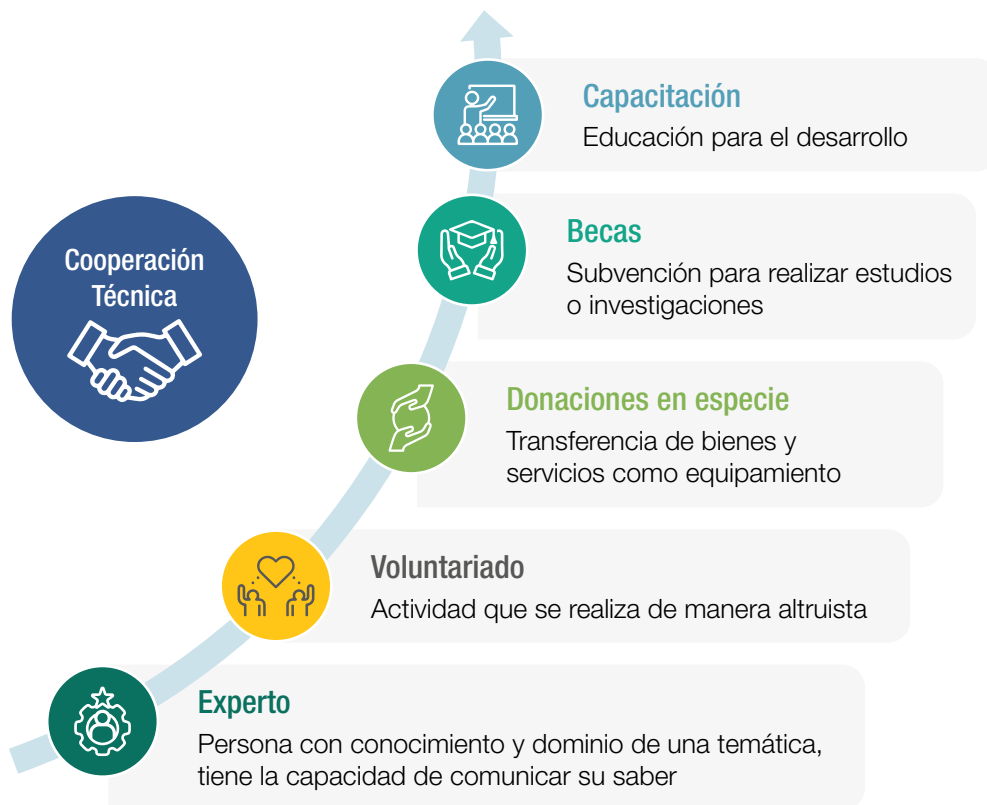 Capacitación
Educación para el desarrollo
Cooperación
Técnica
Becas
Subvención para realizar estudios
o investigaciones
Donaciones en especie
Transferencia de bienes y
servicios como equipamiento
Voluntariado
Actividad que se realiza de manera altruista
Experto
Persona con conocimiento y dominio de una temática,
tiene la capacidad de comunicar su saber